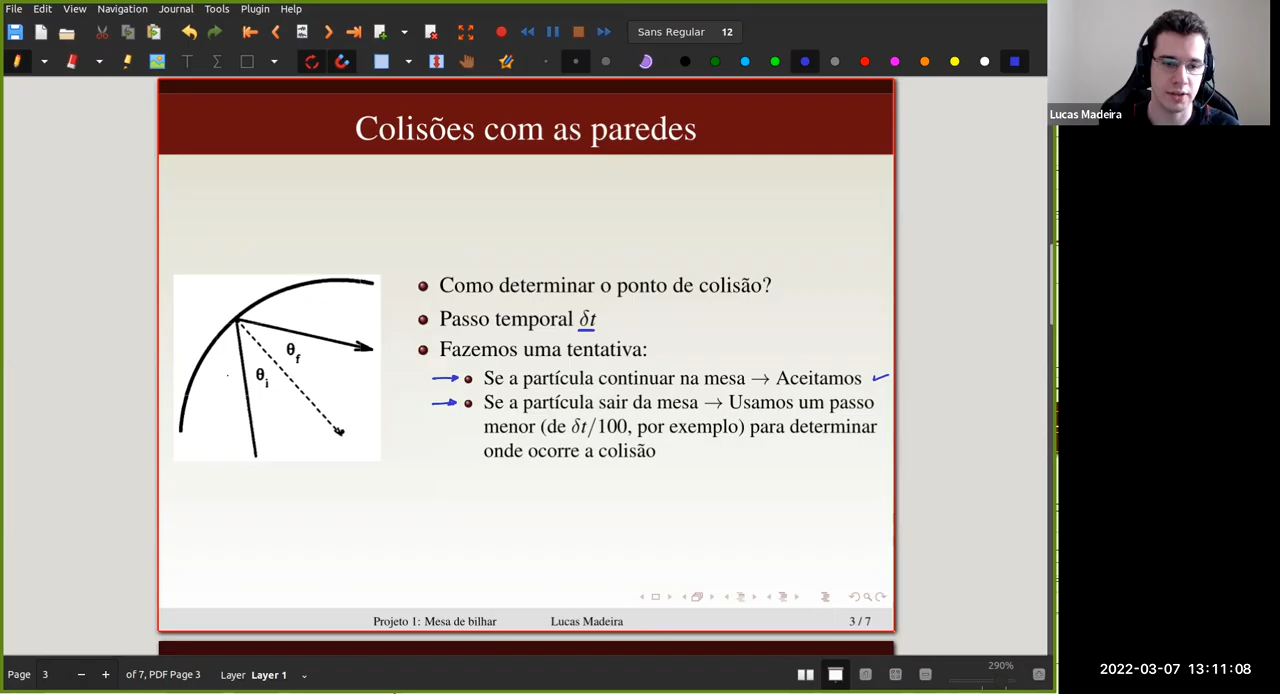 File Edit View Navigation Journal Tools Plugin Help
Sans Regular 12
Lucas Madeira
Colisões com as paredes
θf
θi
Como determinar o ponto de colisão?
Passo temporal δt
Fazemos uma tentativa:
Se a partícula continuar na mesa → Aceitamos
Se a partícula sair da mesa → Usamos um passo
menor (de δt/100, por exemplo) para determinar
onde ocorre a colisão
Projeto 1: Mesa de bilhar Lucas Madeira 3 / 7
Page 3 − + of 7, PDF Page 3 Layer Layer 1
290%
2022-03-07 13:11:08